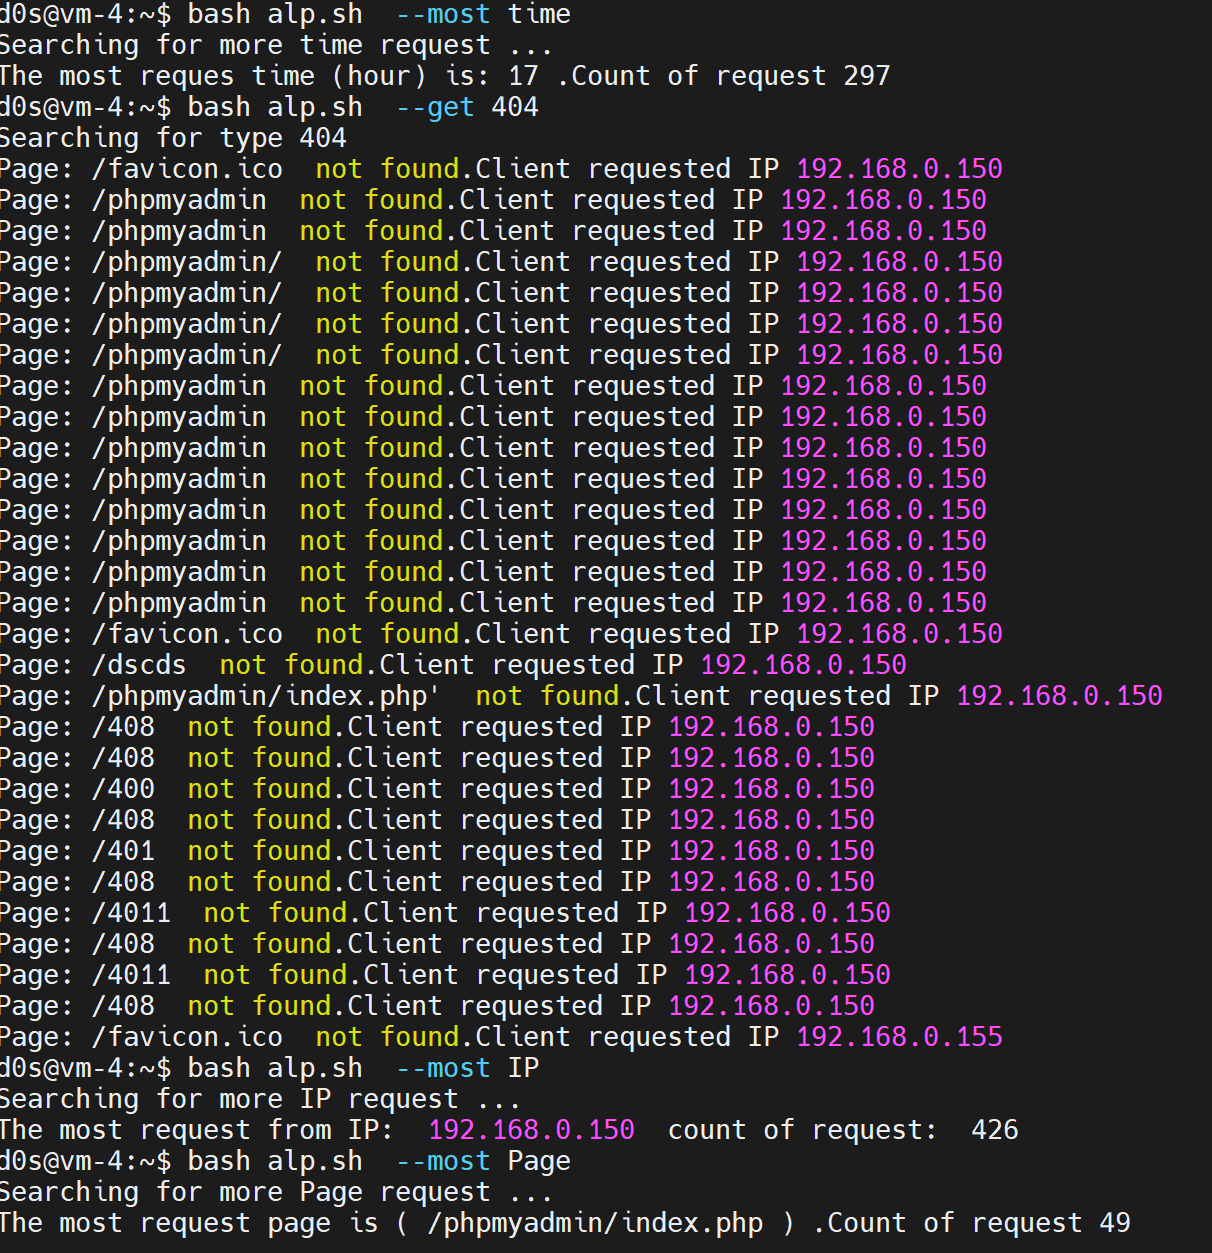 d0s@vm-4:~$ bash alp.sh  --most time
Searching for more time request ...
The most reques time (hour) is: 17 .Count of request 297
d0s@vm-4:~$ bash alp.sh  --get 404
Searching for type 404
Page: /favicon.ico  not found.Client requested IP 192.168.0.150
Page: /phpmyadmin  not found.Client requested IP 192.168.0.150
Page: /phpmyadmin  not found.Client requested IP 192.168.0.150
Page: /phpmyadmin/  not found.Client requested IP 192.168.0.150
Page: /phpmyadmin/  not found.Client requested IP 192.168.0.150
Page: /phpmyadmin/  not found.Client requested IP 192.168.0.150
Page: /phpmyadmin/  not found.Client requested IP 192.168.0.150
Page: /phpmyadmin  not found.Client requested IP 192.168.0.150
Page: /phpmyadmin  not found.Client requested IP 192.168.0.150
Page: /phpmyadmin  not found.Client requested IP 192.168.0.150
Page: /phpmyadmin  not found.Client requested IP 192.168.0.150
Page: /phpmyadmin  not found.Client requested IP 192.168.0.150
Page: /phpmyadmin  not found.Client requested IP 192.168.0.150
Page: /phpmyadmin  not found.Client requested IP 192.168.0.150
Page: /phpmyadmin  not found.Client requested IP 192.168.0.150
Page: /favicon.ico  not found.Client requested IP 192.168.0.150
Page: /dscds  not found.Client requested IP 192.168.0.150
Page: /phpmyadmin/index.php'  not found.Client requested IP 192.168.0.150
Page: /408  not found.Client requested IP 192.168.0.150
Page: /408  not found.Client requested IP 192.168.0.150
Page: /400  not found.Client requested IP 192.168.0.150
Page: /408  not found.Client requested IP 192.168.0.150
Page: /401  not found.Client requested IP 192.168.0.150
Page: /408  not found.Client requested IP 192.168.0.150
Page: /4011  not found.Client requested IP 192.168.0.150
Page: /408  not found.Client requested IP 192.168.0.150
Page: /4011  not found.Client requested IP 192.168.0.150
Page: /408  not found.Client requested IP 192.168.0.150
Page: /favicon.ico  not found.Client requested IP 192.168.0.155
d0s@vm-4:~$ bash alp.sh  --most IP
Searching for more IP request ...
The most request from IP:  192.168.0.150  count of request:  426
d0s@vm-4:~$ bash alp.sh  --most Page
Searching for more Page request ...
The most request page is ( /phpmyadmin/index.php ) .Count of request 49